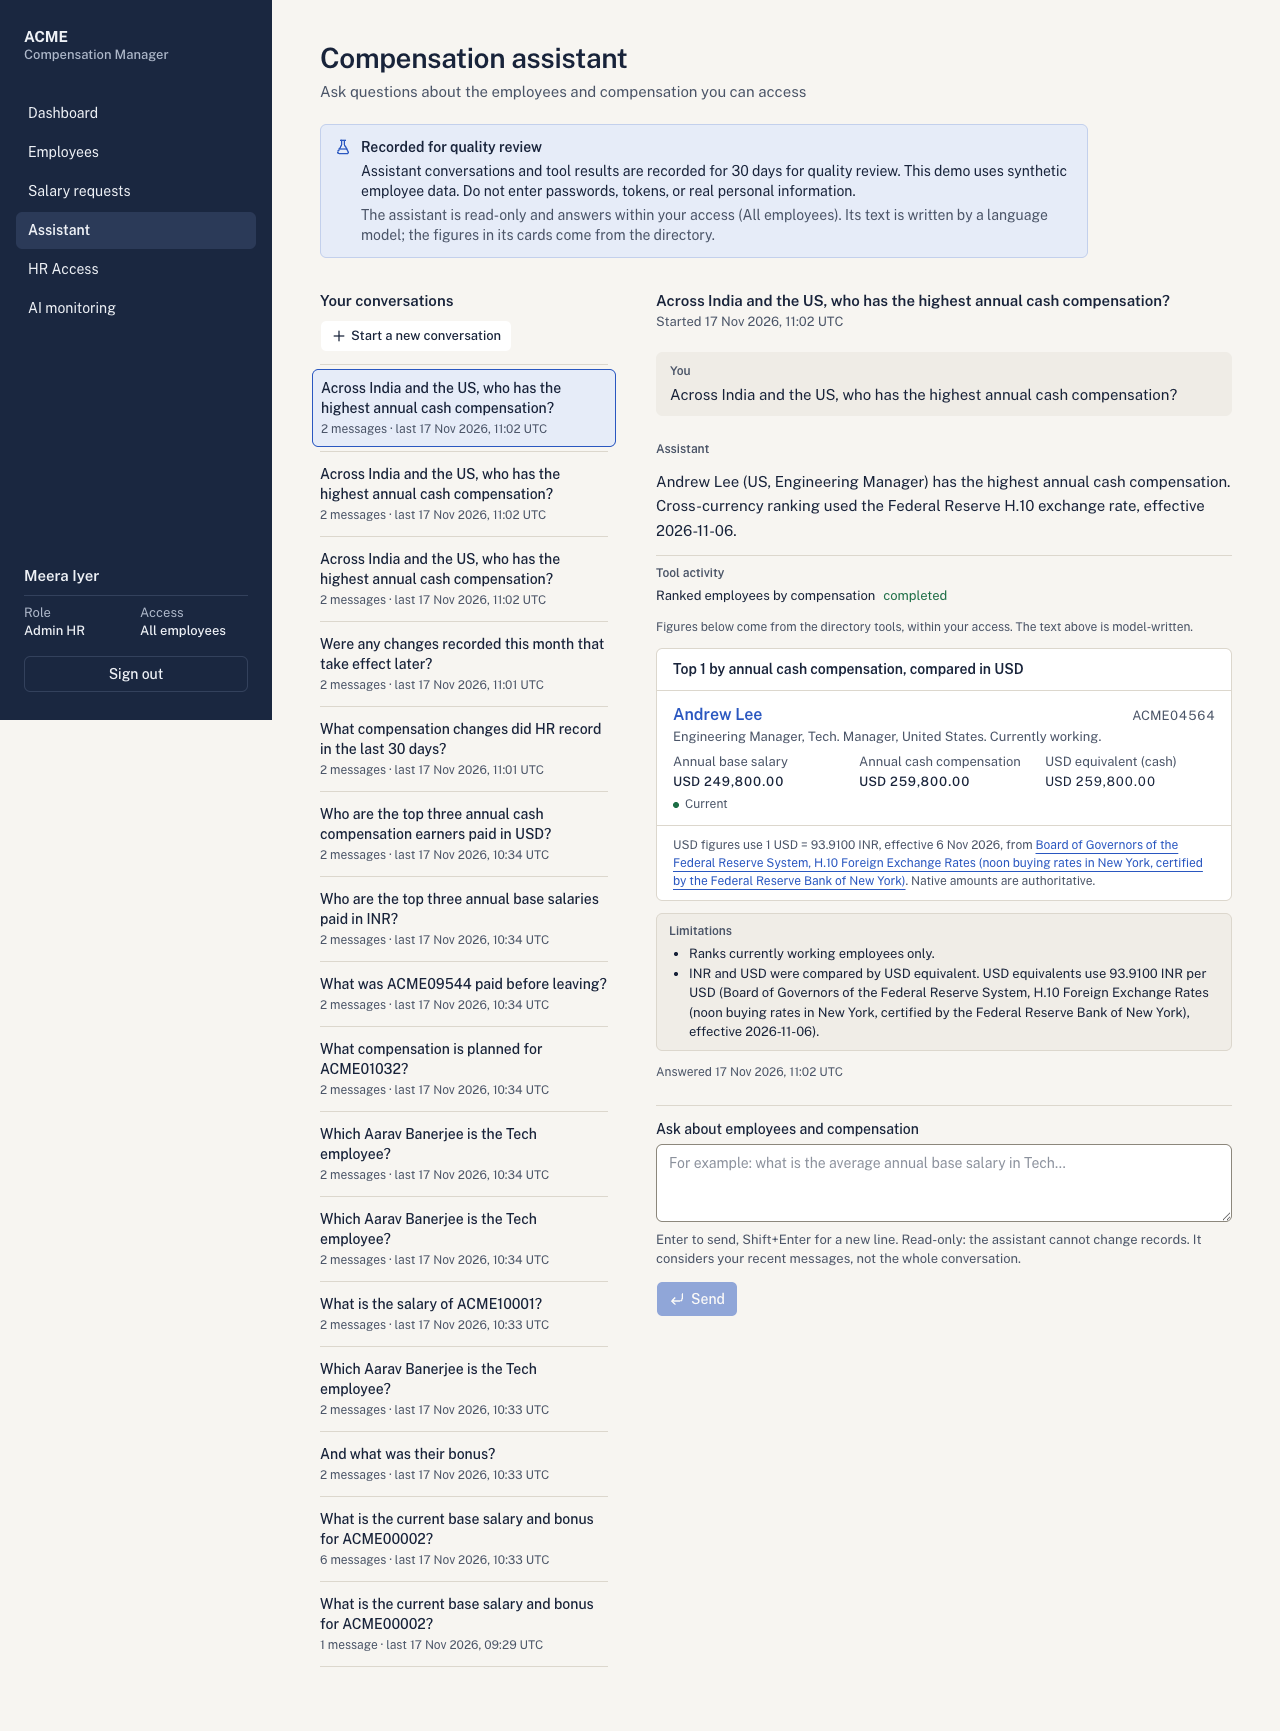 ACME
Compensation Manager
Dashboard
Employees
Salary requests
Assistant
HR Access
AI monitoring
Meera Iyer
Role
Access
Admin HR
All employees
Sign out
Compensation assistant
Ask questions about the employees and compensation you can access
Recorded for quality review
Assistant conversations and tool results are recorded for 30 days for quality review. This demo uses synthetic
employee data. Do not enter passwords, tokens, or real personal information.
The assistant is read-only and answers within your access (All employees). Its text is written by a language
model; the figures in its cards come from the directory.
Your conversations
Start a new conversation
Across India and the US, who has the
highest annual cash compensation?
2 messages · last 17 Nov 2026, 11:02 UTC
Across India and the US, who has the
highest annual cash compensation?
2 messages · last 17 Nov 2026, 11:02 UTC
Across India and the US, who has the
highest annual cash compensation?
2 messages · last 17 Nov 2026, 11:02 UTC
Were any changes recorded this month that
take effect later?
2 messages · last 17 Nov 2026, 11:01 UTC
What compensation changes did HR record
in the last 30 days?
2 messages · last 17 Nov 2026, 11:01 UTC
Who are the top three annual cash
compensation earners paid in USD?
2 messages · last 17 Nov 2026, 10:34 UTC
Who are the top three annual base salaries
paid in INR?
2 messages · last 17 Nov 2026, 10:34 UTC
What was ACME09544 paid before leaving?
2 messages · last 17 Nov 2026, 10:34 UTC
What compensation is planned for
ACME01032?
2 messages · last 17 Nov 2026, 10:34 UTC
Which Aarav Banerjee is the Tech
employee?
2 messages · last 17 Nov 2026, 10:34 UTC
Which Aarav Banerjee is the Tech
employee?
2 messages · last 17 Nov 2026, 10:34 UTC
What is the salary of ACME10001?
2 messages · last 17 Nov 2026, 10:33 UTC
Which Aarav Banerjee is the Tech
employee?
2 messages · last 17 Nov 2026, 10:33 UTC
And what was their bonus?
2 messages · last 17 Nov 2026, 10:33 UTC
What is the current base salary and bonus
for ACME00002?
6 messages · last 17 Nov 2026, 10:33 UTC
What is the current base salary and bonus
for ACME00002?
1 message · last 17 Nov 2026, 09:29 UTC
Across India and the US, who has the highest annual cash compensation?
Started 17 Nov 2026, 11:02 UTC
You
Across India and the US, who has the highest annual cash compensation?
Assistant
Andrew Lee (US, Engineering Manager) has the highest annual cash compensation.
Cross-currency ranking used the Federal Reserve H.10 exchange rate, effective
2026-11-06.
Tool activity
Ranked employees by compensation completed
Figures below come from the directory tools, within your access. The text above is model-written.
Top 1 by annual cash compensation, compared in USD
Andrew Lee
ACME04564
Engineering Manager, Tech. Manager, United States. Currently working.
Annual base salary
Annual cash compensation
USD equivalent (cash)
USD 249,800.00
USD 259,800.00
USD 259,800.00
Current
USD figures use 1 USD = 93.9100 INR, effective 6 Nov 2026, from Board of Governors of the
Federal Reserve System, H.10 Foreign Exchange Rates (noon buying rates in New York, certified
by the Federal Reserve Bank of New York). Native amounts are authoritative.
Limitations
• Ranks currently working employees only.
• INR and USD were compared by USD equivalent. USD equivalents use 93.9100 INR per
USD (Board of Governors of the Federal Reserve System, H.10 Foreign Exchange Rates
(noon buying rates in New York, certified by the Federal Reserve Bank of New York),
effective 2026-11-06).
Answered 17 Nov 2026, 11:02 UTC
Ask about employees and compensation
For example: what is the average annual base salary in Tech...
Enter to send, Shift+Enter for a new line. Read-only: the assistant cannot change records. It
considers your recent messages, not the whole conversation.
Send